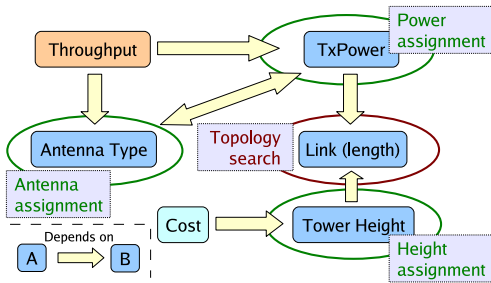 Power
assignment
Throughput
TxPower
Topology
search
Antenna Type
Link (length)
Antenna
assignment
Cost
Tower Height
Depends on
A
B
Height
assignment